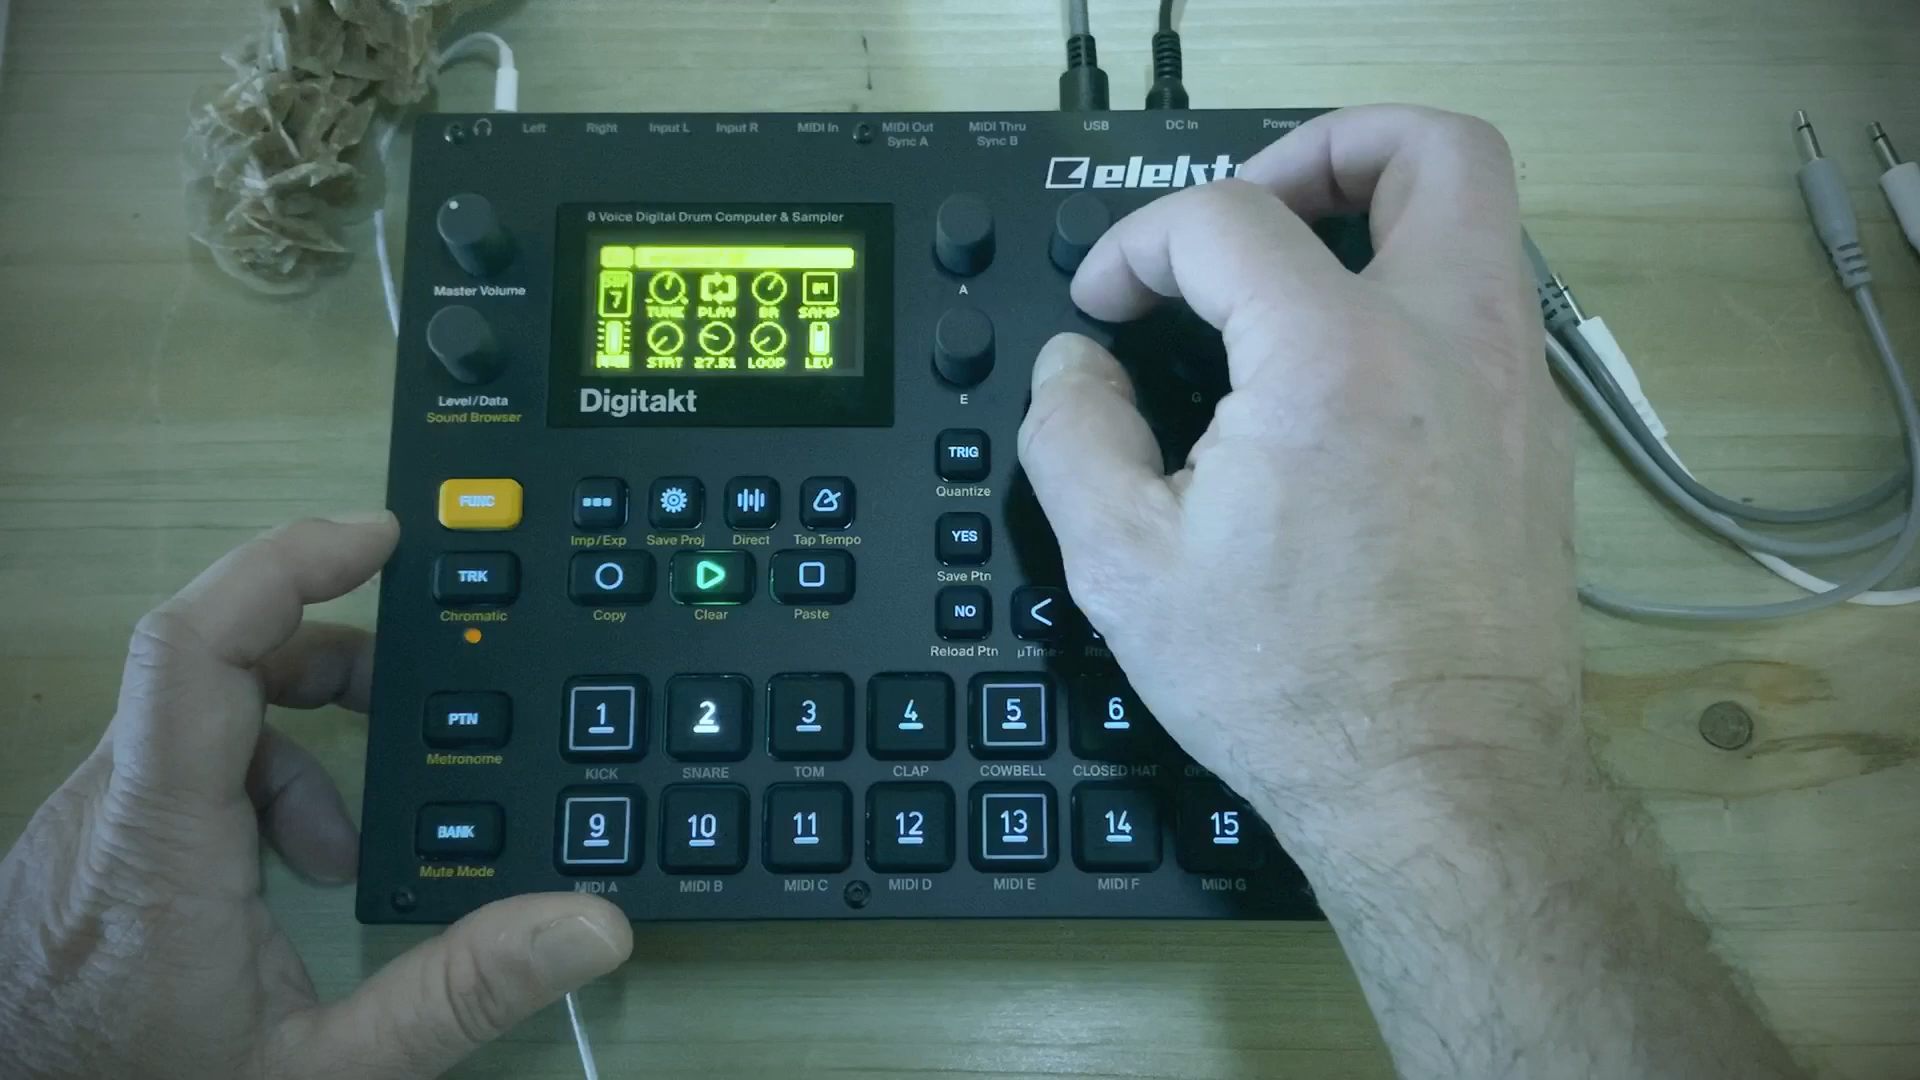 Left Right Input L Input R MIDI In MIDI Out MIDI Thru USB DC In Power
Sync A Sync B
elektr
8 Voice Digital Drum Computer & Sampler
7
TUNE PLAY BR SAMP
STRT 27.51 LOOP LEV
Digitakt
Master Volume
Level/Data
Sound Browser
A
E
G
FUNC
TRK
Chromatic
PTN
Metronome
BANK
Mute Mode
Imp/Exp Save Proj Direct Tap Tempo
Copy Clear Paste
TRIG
Quantize
YES
Save Ptn
NO <
Reload Ptn µTime-
1 2 3 4 5 6
KICK SNARE TOM CLAP COWBELL CLOSED HAT
9 10 11 12 13 14 15
MIDI A MIDI B MIDI C MIDI D MIDI E MIDI F MIDI G